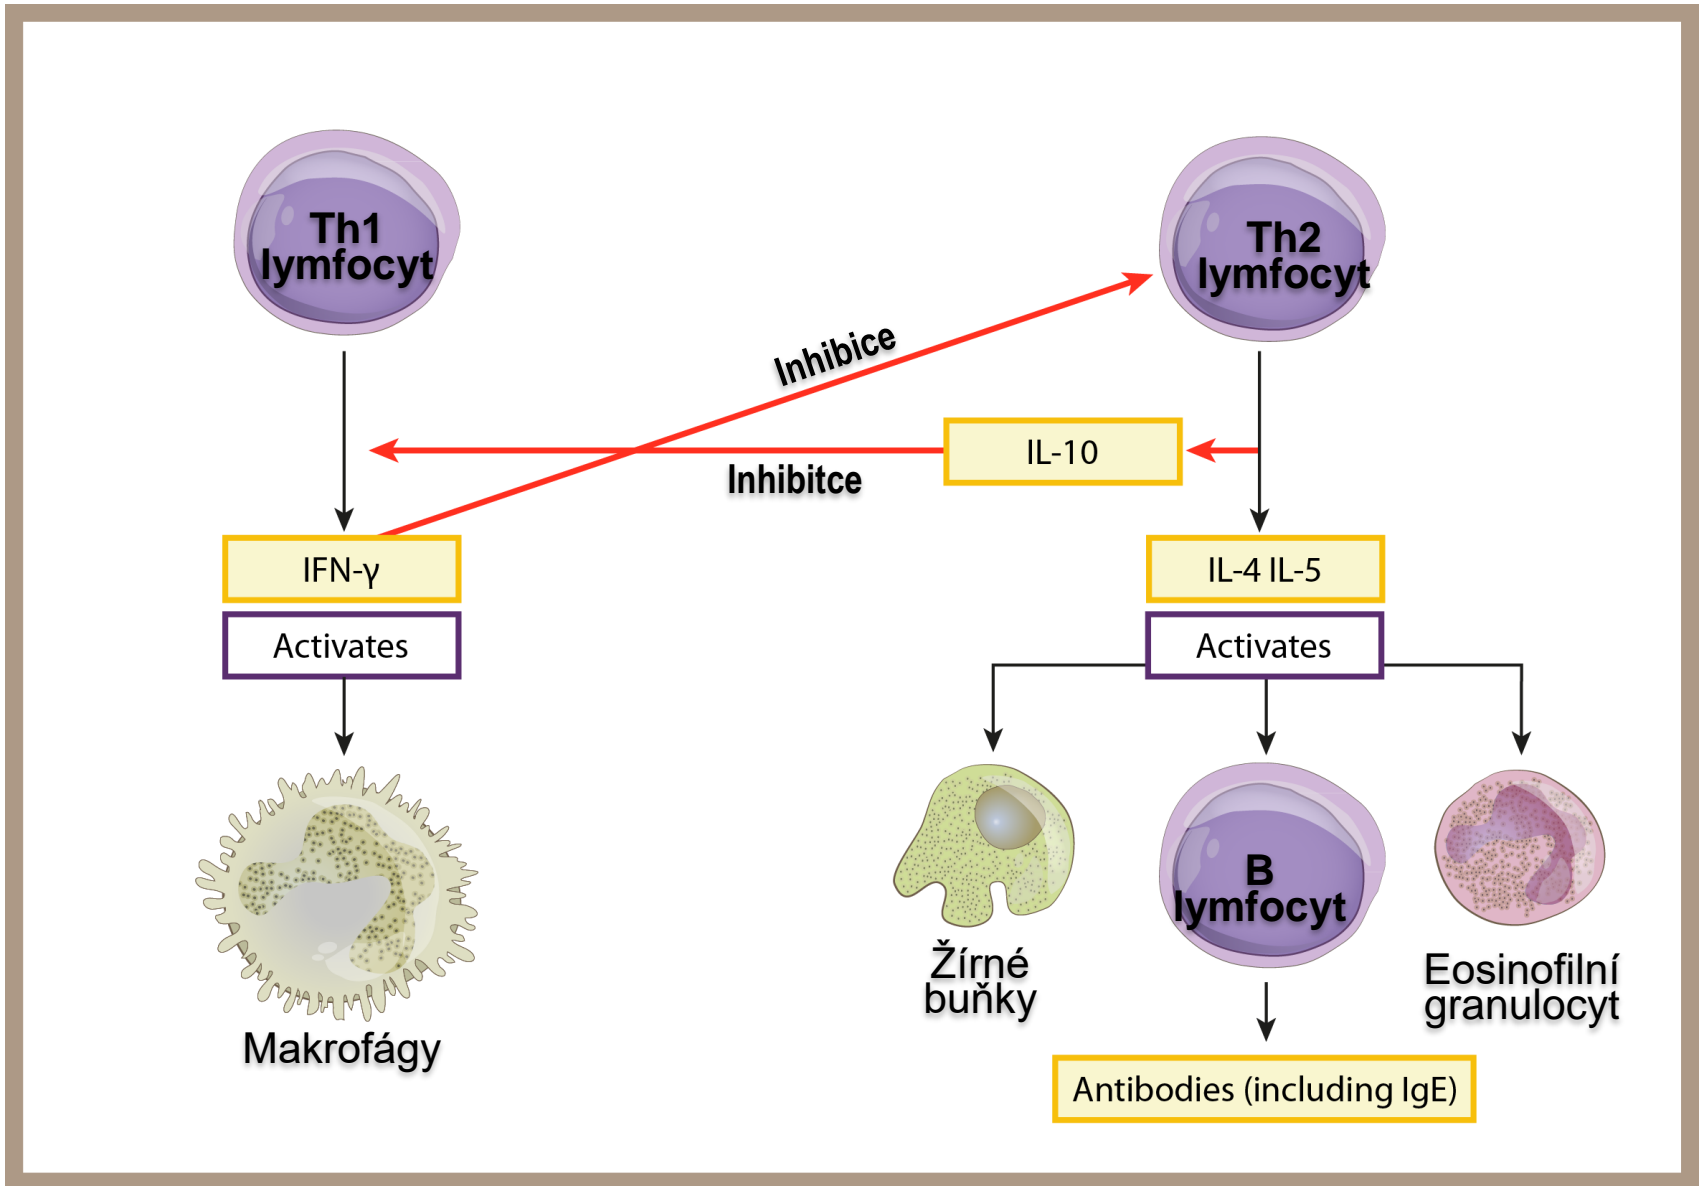 Th1
lymfocyt
Th2
lymfocyt
Inhibice
IL-10
Inhibitce
IFN-γ
IL-4 IL-5
Activates
Activates
B
lymfocyt
Žírné
buňky
Eosinofilní
granulocyt
Makrofágy
Antibodies (including IgE)